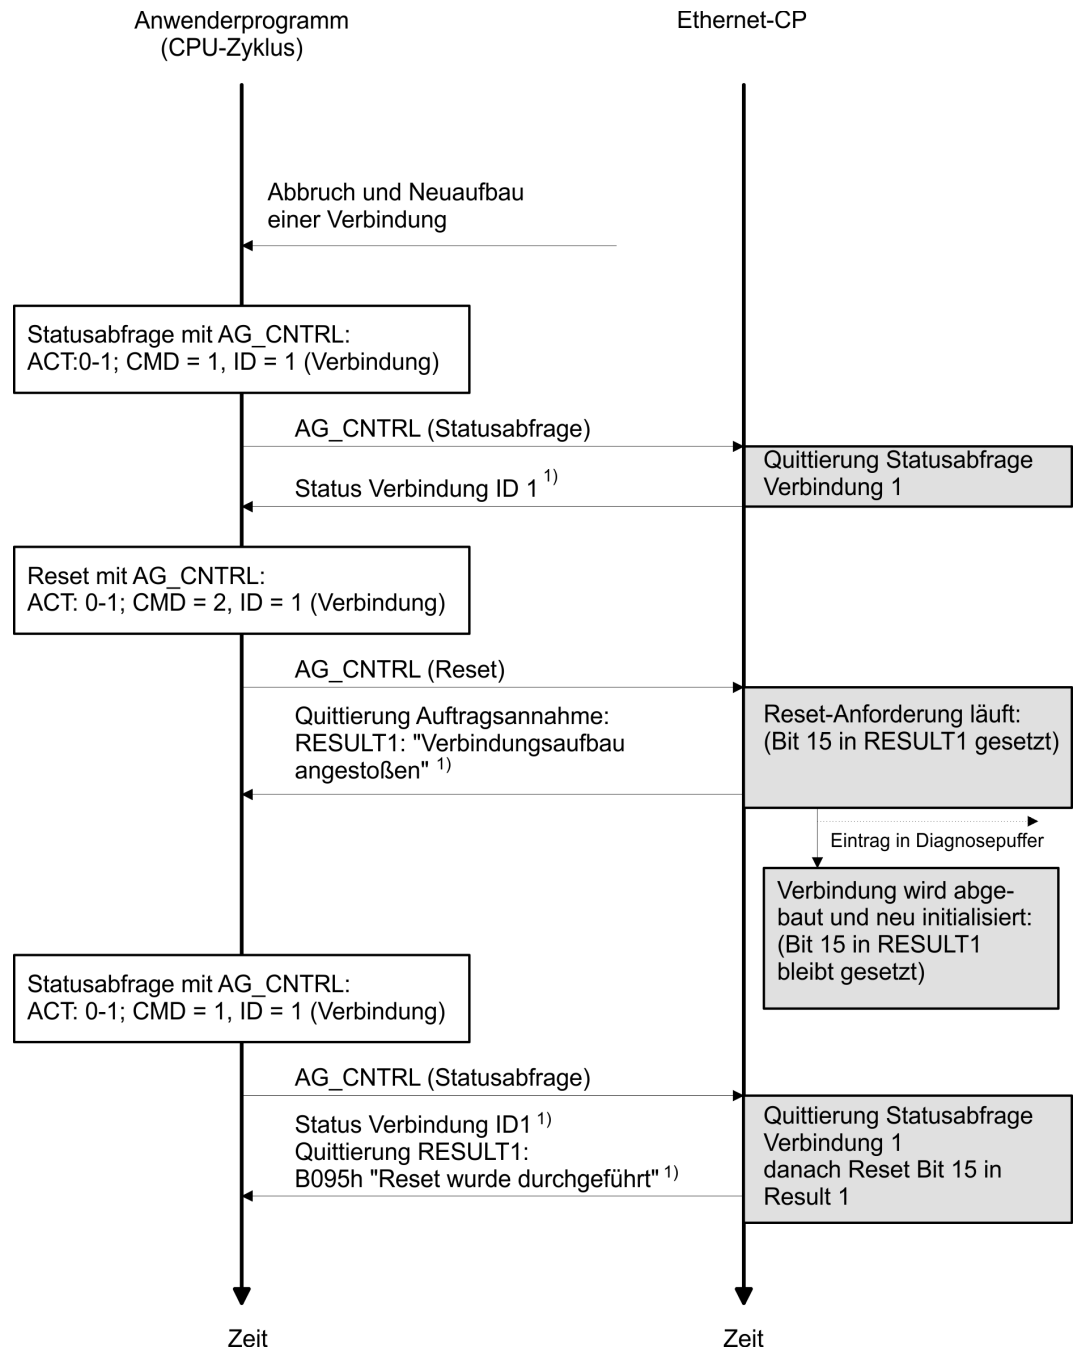 Anwenderprogramm
(CPU-Zyklus)
Ethernet-CP
Abbruch und Neuaufbau
einer Verbindung
Statusabfrage mit AG_CNTRL:
ACT:0-1; CMD = 1, ID = 1 (Verbindung)
AG_CNTRL (Statusabfrage)
Quittierung Statusabfrage
Verbindung 1
Status Verbindung ID 1 1)
Reset mit AG_CNTRL:
ACT: 0-1; CMD = 2, ID = 1 (Verbindung)
AG_CNTRL (Reset)
Quittierung Auftragsannahme:
RESULT1: "Verbindungsaufbau
angestoßen" 1)
Reset-Anforderung läuft:
(Bit 15 in RESULT1 gesetzt)
Eintrag in Diagnosepuffer
Verbindung wird abge-
baut und neu initialisiert:
(Bit 15 in RESULT1
bleibt gesetzt)
Statusabfrage mit AG_CNTRL:
ACT: 0-1; CMD = 1, ID = 1 (Verbindung)
AG_CNTRL (Statusabfrage)
Status Verbindung ID1 1)
Quittierung RESULT1:
B095h "Reset wurde durchgeführt" 1)
Quittierung Statusabfrage
Verbindung 1
danach Reset Bit 15 in
Result 1
Zeit
Zeit